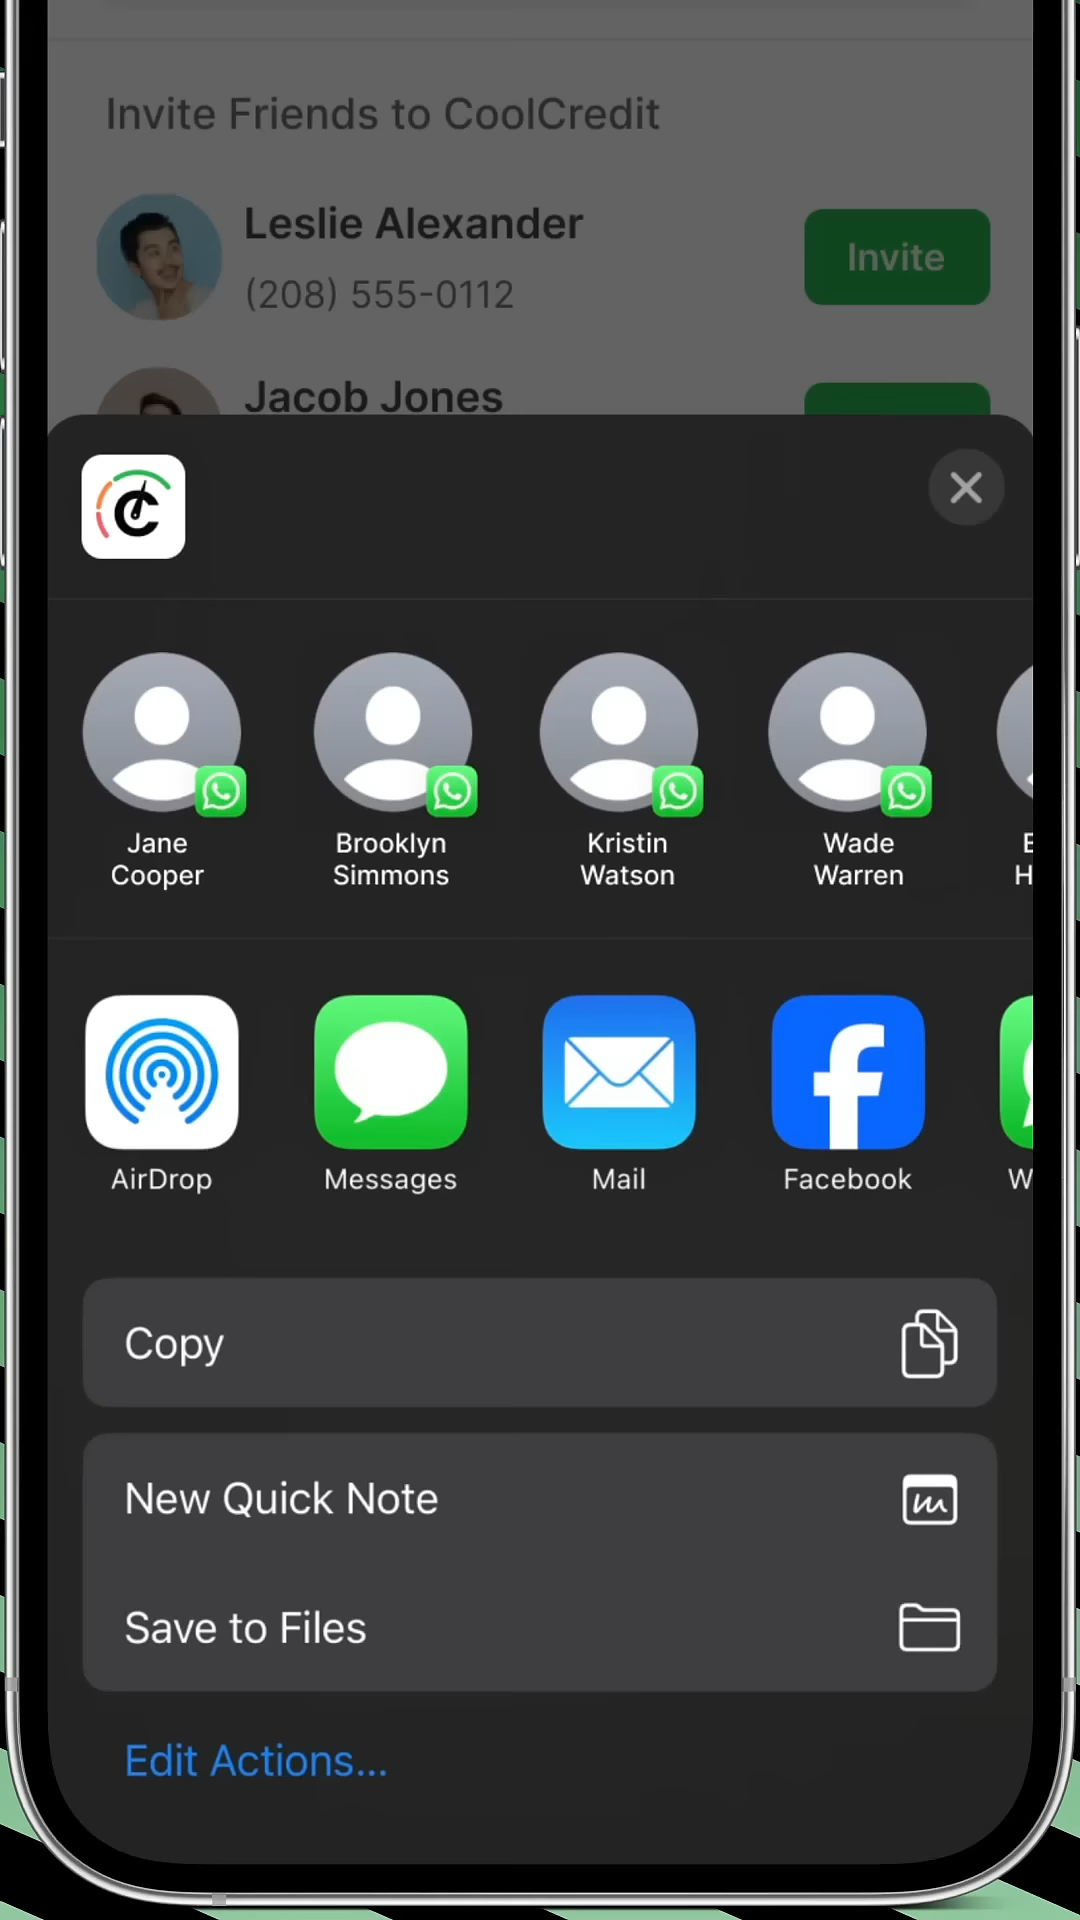 Invite Friends to CoolCredit
Leslie Alexander
Invite
(208) 555-0112
Jacob Jones
Jane
Cooper
Brooklyn
Simmons
Kristin
Watson
Wade
Warren
H
AirDrop
Messages
Mail
Facebook
W
Copy
New Quick Note
Save to Files
Edit Actions...